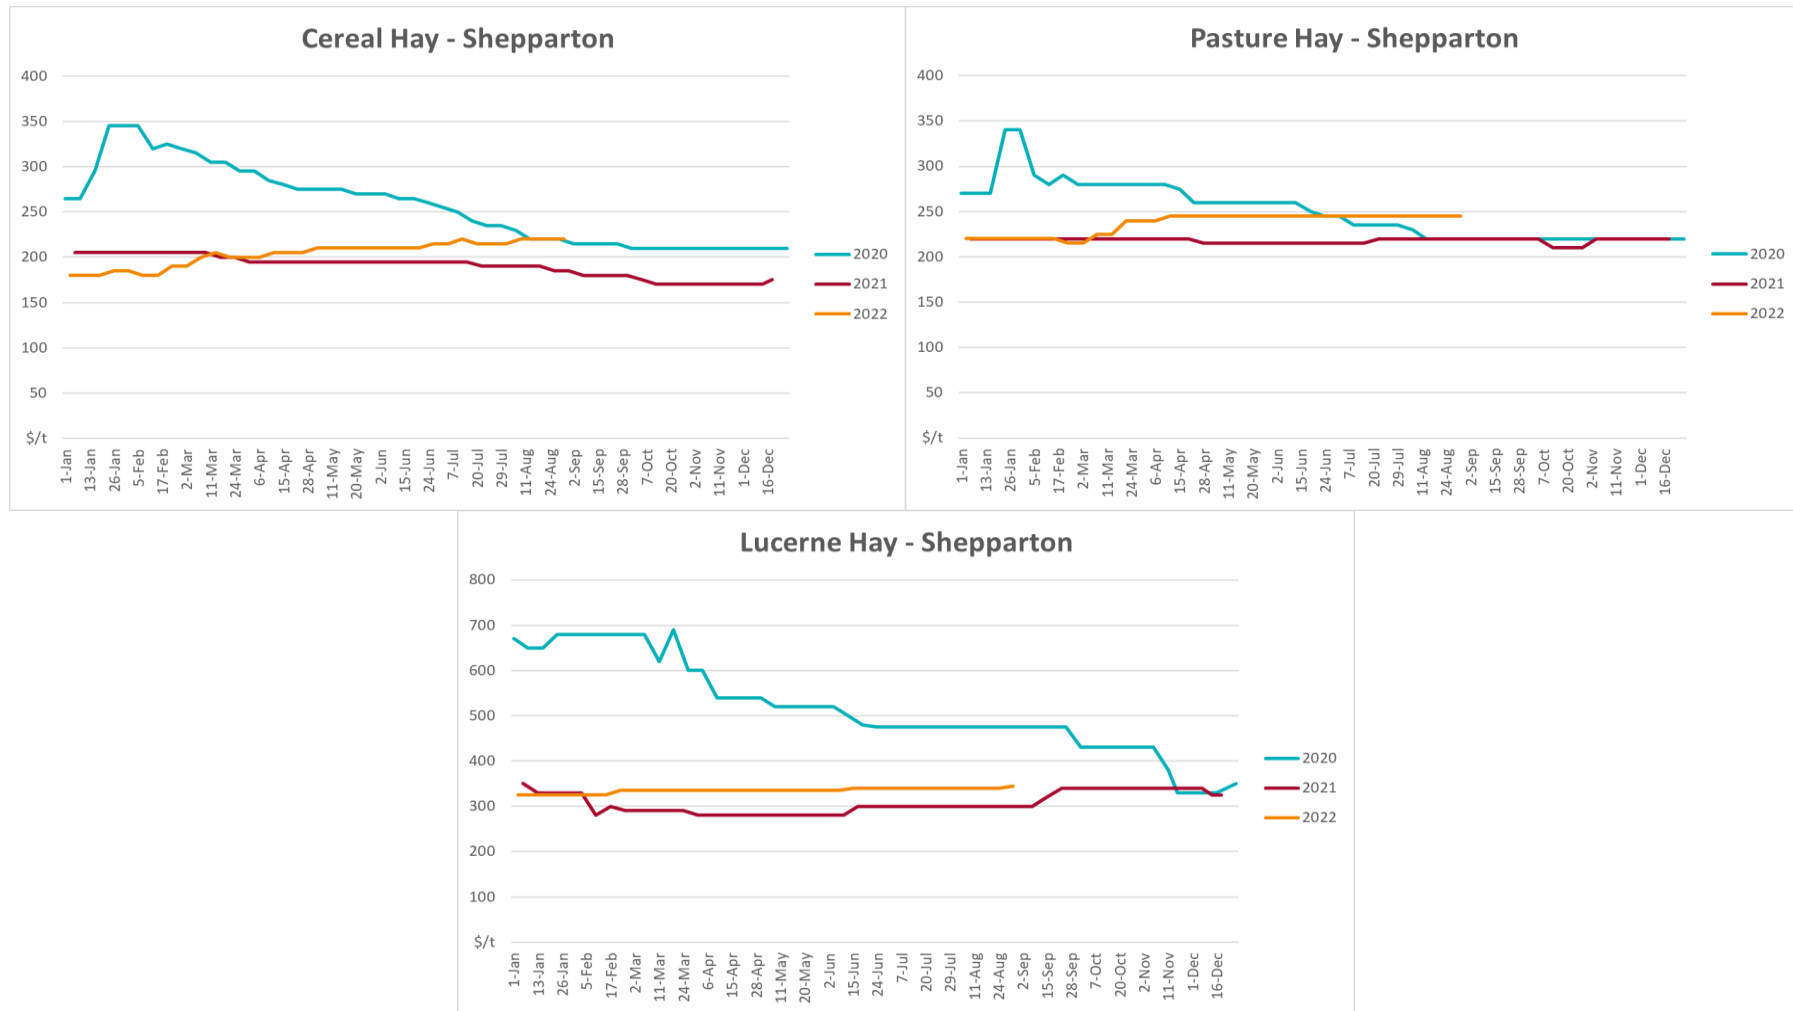 Cereal Hay - Shepparton
400
350
300
250
200
150
100
50
$/t
1-Jan
13-Jan
26-Jan
5-Feb
17-Feb
2-Mar
11-Mar
24-Mar
6-Apr
15-Apr
28-Apr
11-May
20-May
2-Jun
15-Jun
24-Jun
7-Jul
20-Jul
29-Jul
11-Aug
24-Aug
2-Sep
15-Sep
28-Sep
7-Oct
20-Oct
2-Nov
11-Nov
1-Dec
16-Dec
2020
2021
2022
Pasture Hay - Shepparton
400
350
300
250
200
150
100
50
$/t
1-Jan
13-Jan
26-Jan
5-Feb
17-Feb
2-Mar
11-Mar
24-Mar
6-Apr
15-Apr
28-Apr
11-May
20-May
2-Jun
15-Jun
24-Jun
7-Jul
20-Jul
29-Jul
11-Aug
24-Aug
2-Sep
15-Sep
28-Sep
7-Oct
20-Oct
2-Nov
11-Nov
1-Dec
16-Dec
2020
2021
2022
Lucerne Hay - Shepparton
800
700
600
500
400
300
200
100
$/t
1-Jan
13-Jan
26-Jan
5-Feb
17-Feb
2-Mar
11-Mar
24-Mar
6-Apr
15-Apr
28-Apr
11-May
20-May
2-Jun
15-Jun
24-Jun
7-Jul
20-Jul
29-Jul
11-Aug
24-Aug
2-Sep
15-Sep
28-Sep
7-Oct
20-Oct
2-Nov
11-Nov
1-Dec
16-Dec
2020
2021
2022